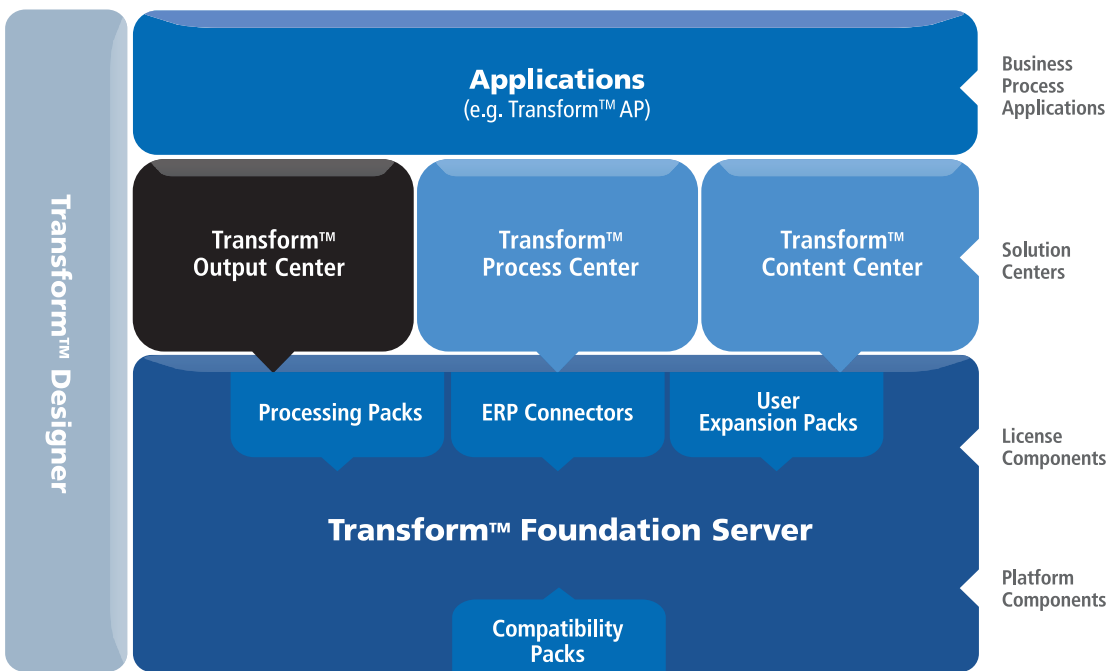 Transform™ Designer
Applications
(e.g. Transform™ AP)
Business
Process
Applications
Transform™
Output Center
Transform™
Process Center
Transform™
Content Center
Solution
Centers
Processing Packs
ERP Connectors
User
Expansion Packs
License
Components
Transform™ Foundation Server
Platform
Components
Compatibility
Packs